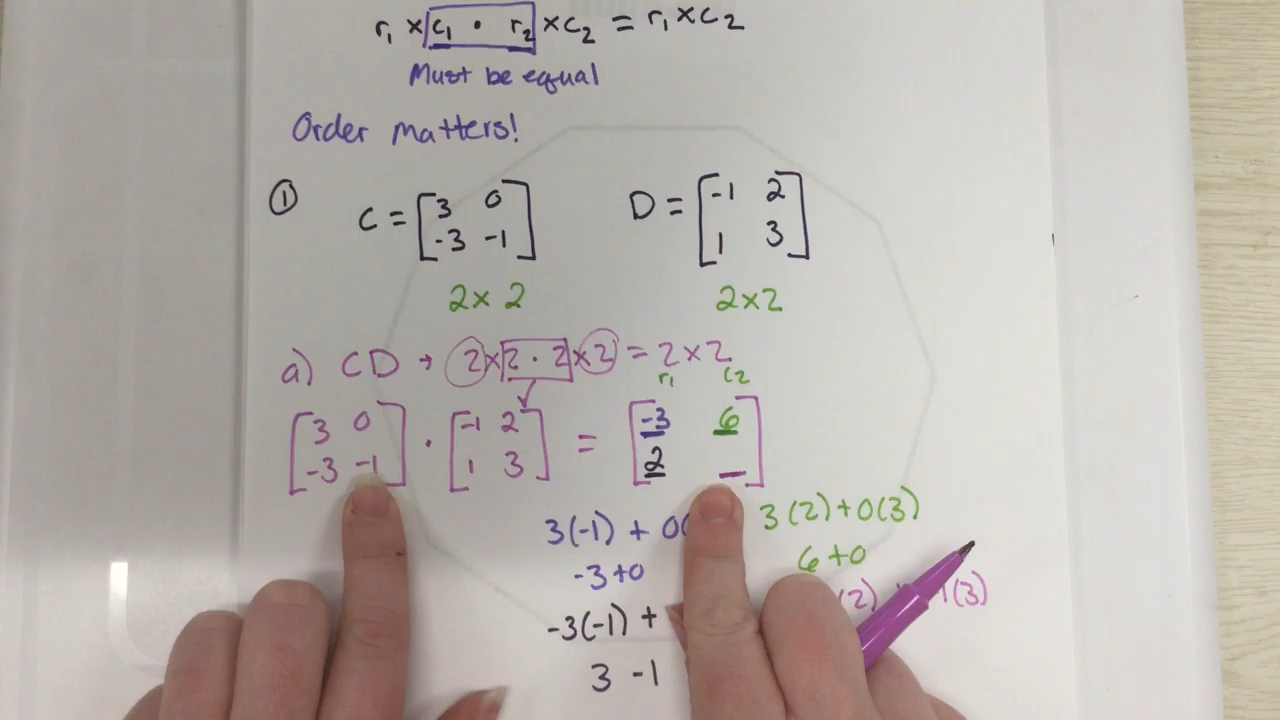 r₁ × c₁ · r₂ × c₂ = r₁ × c₂
Must be equal
Order matters!
① C = [3 0; -3 -1] D = [-1 2; 1 3]
2×2 2×2
a) CD → 2×2 · 2×2 = 2×2
r₁ c2
[3 0; -3 -1] · [-1 2; 1 3] = [-3 6; 2 _]
3(-1) + 0( 3(2)+0(3)
-3+0 6+0
-3(-1) + (2) 1(3)
3 -1